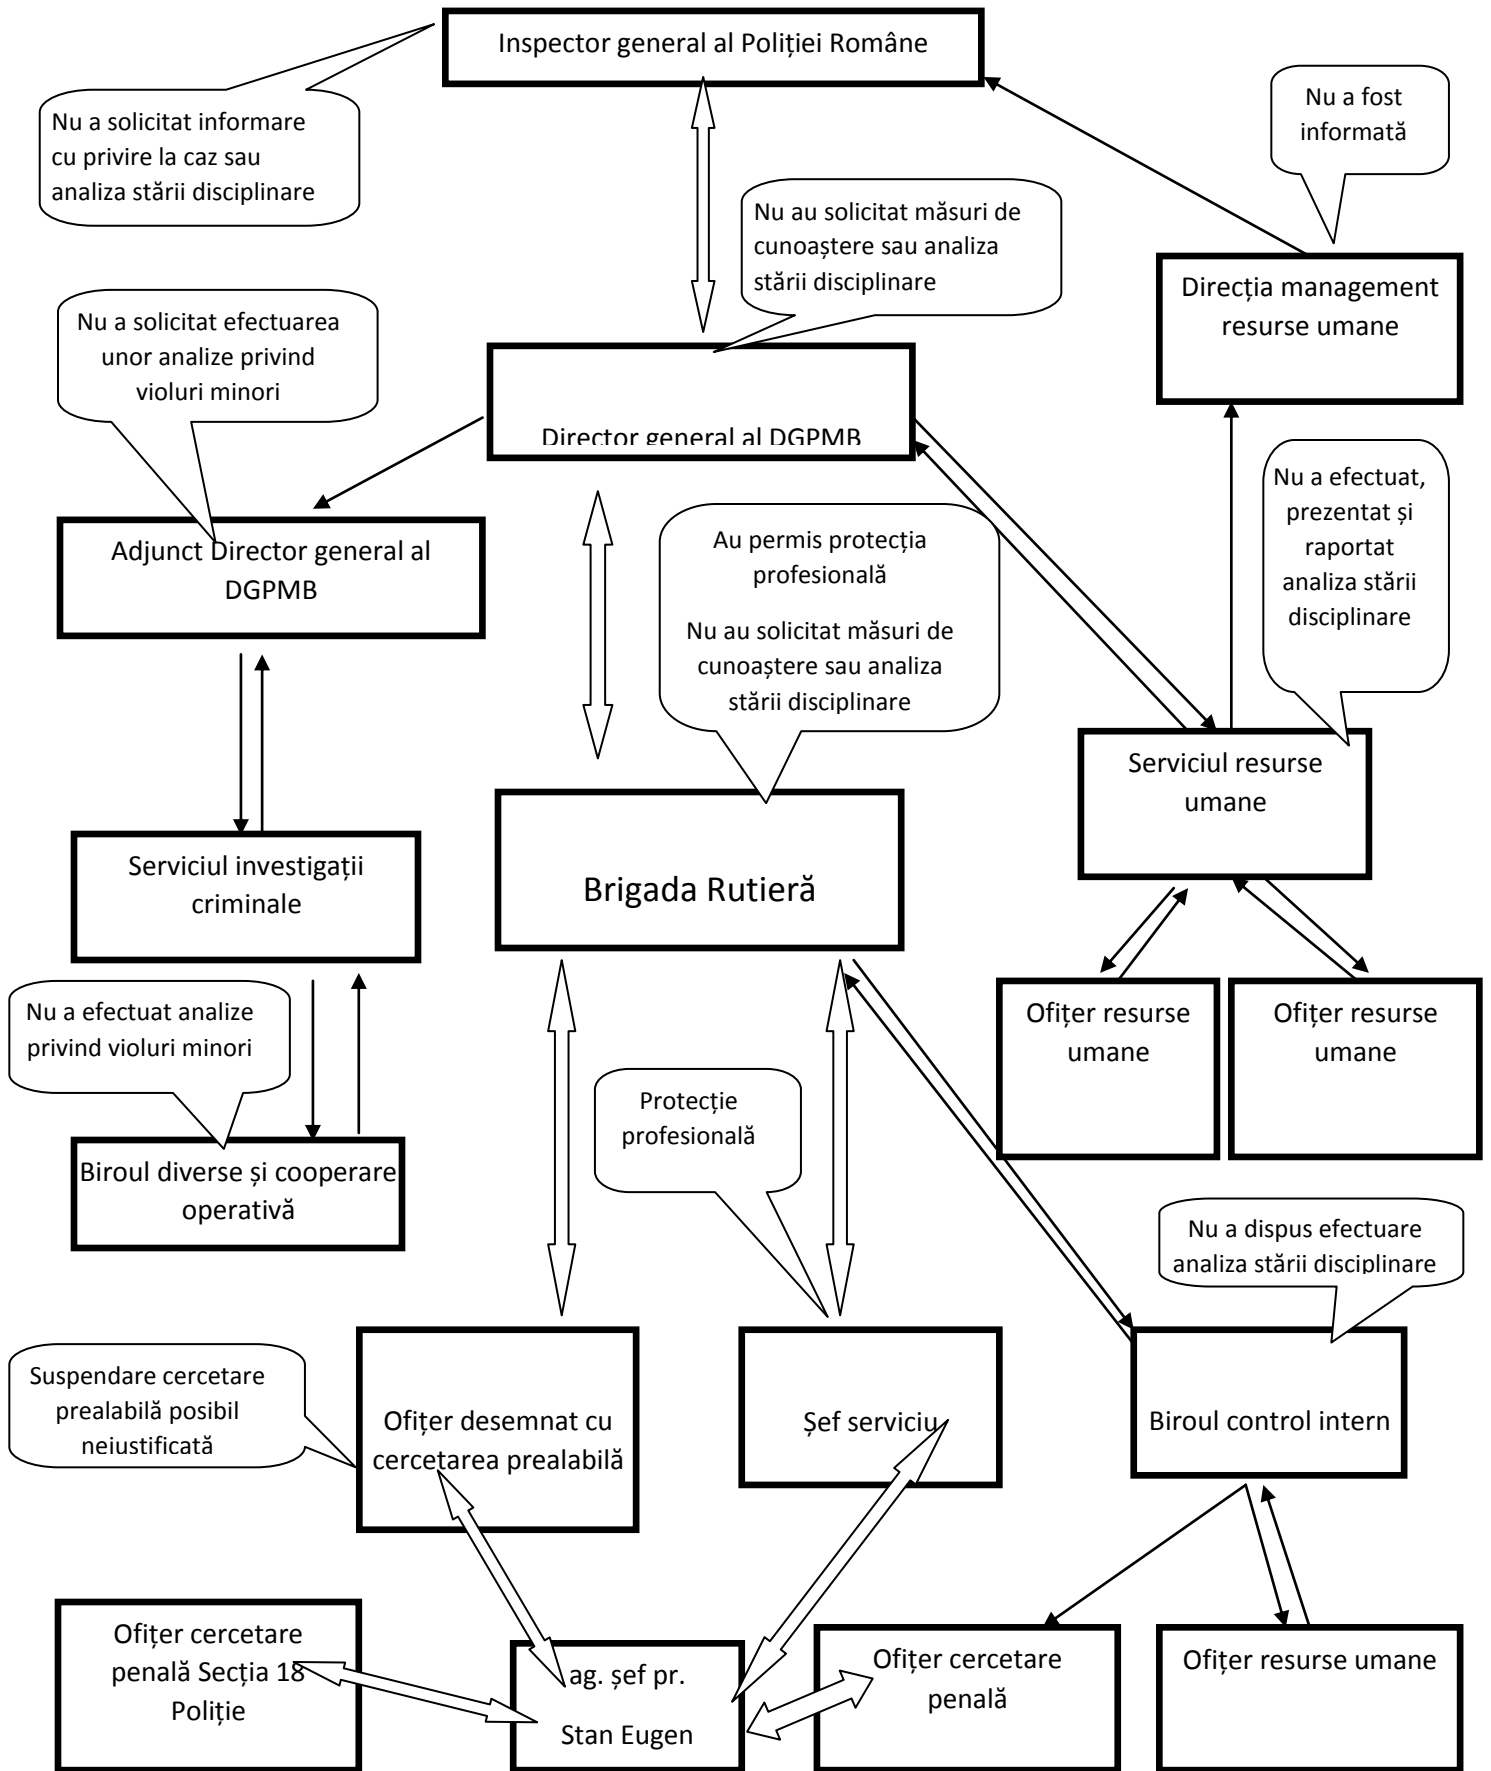 Inspector general al Poliției Române
Nu a solicitat informare
cu privire la caz sau
analiza stării disciplinare
Nu a fost
informată
Nu au solicitat măsuri de
cunoaștere sau analiza
stării disciplinare
Direcția management
resurse umane
Nu a solicitat efectuarea
unor analize privind
violuri minori
Director general al DGPMB
Nu a efectuat,
prezentat și
raportat
analiza stării
disciplinare
Adjunct Director general al
DGPMB
Au permis protecția
profesională
Nu au solicitat măsuri de
cunoaștere sau analiza
stării disciplinare
Serviciul resurse
umane
Serviciul investigații
criminale
Brigada Rutieră
Nu a efectuat analize
privind violuri minori
Ofițer resurse
umane
Ofițer resurse
umane
Protecție
profesională
Biroul diverse și cooperare
operativă
Nu a dispus efectuare
analiza stării disciplinare
Suspendare cercetare
prealabilă posibil
neiustificată
Ofițer desemnat cu
cercetarea prealabilă
Șef serviciu
Biroul control intern
Ofițer cercetare
penală Secția 18
Poliție
ag. șef pr.
Stan Eugen
Ofițer cercetare
penală
Ofițer resurse umane